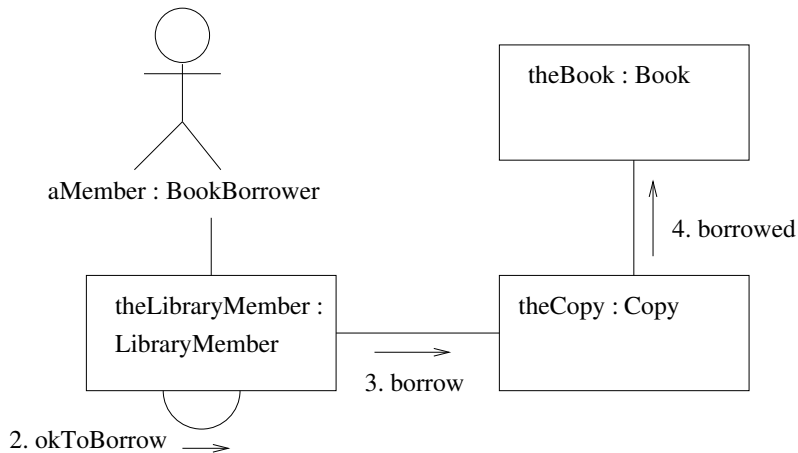 theBook : Book
aMember : BookBorrower
4. borrowed
theLibraryMember :
LibraryMember
theCopy : Copy
3. borrow
2. okToBorrow